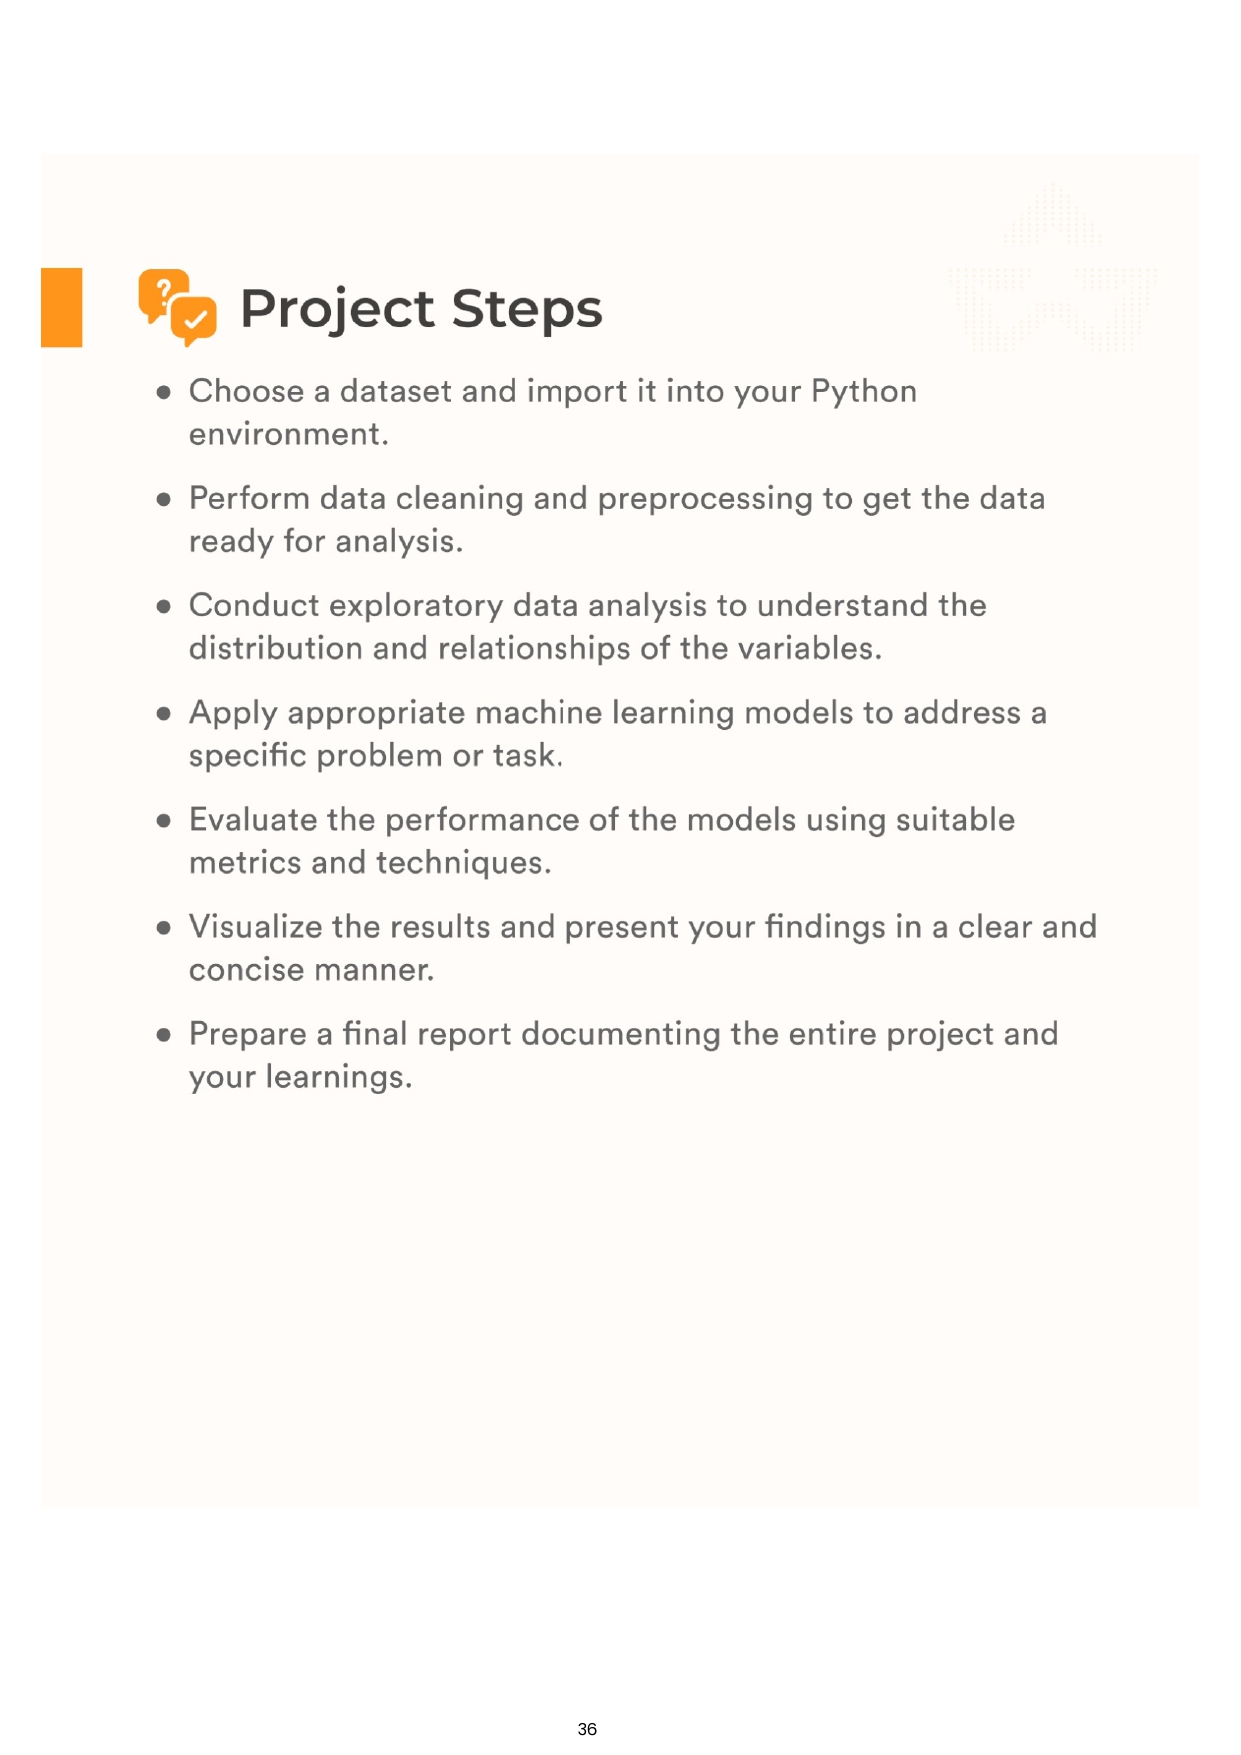 Project Steps
● Choose a dataset and import it into your Python
environment.
● Perform data cleaning and preprocessing to get the data
ready for analysis.
● Conduct exploratory data analysis to understand the
distribution and relationships of the variables.
● Apply appropriate machine learning models to address a
specific problem or task.
● Evaluate the performance of the models using suitable
metrics and techniques.
● Visualize the results and present your findings in a clear and
concise manner.
● Prepare a final report documenting the entire project and
your learnings.
36